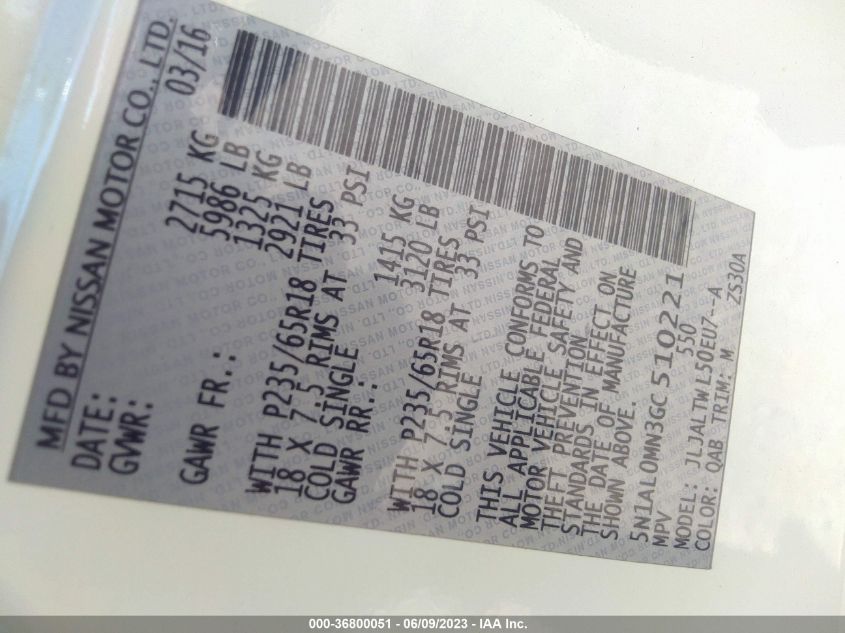 MFD BY NISSAN MOTOR CO., LTD.
DATE: 03/16
GVWR: 2715 KG
5986 LB
GAWR FR.: 1325 KG
2921 LB
WITH P235/65R18 TIRES
18 X 7.5 RIMS AT 33 PSI
COLD SINGLE
GAWR RR.: 1415 KG
3120 LB
WITH P235/65R18 TIRES
18 X 7.5 RIMS AT 33 PSI
COLD SINGLE
THIS VEHICLE CONFORMS TO
ALL APPLICABLE FEDERAL
MOTOR VEHICLE SAFETY AND
THEFT PREVENTION
STANDARDS IN EFFECT ON
THE DATE OF MANUFACTURE
SHOWN ABOVE.
5N1AL0MN3GC510221
MPV 550
MODEL: JLJALTWL50EU7--A
COLOR: QAB TRIM: M ZS30A
000-36800051 - 06/09/2023 - IAA Inc.